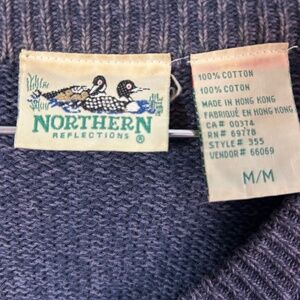 NORTHERN
REFLECTIONS ®
100% COTTON
100% COTTON
MADE IN HONG KONG
FABRIQUÉ EN HONG KONG
CA# 00374
RN# 69778
STYLE# 355
VENDOR# 66069
M/M